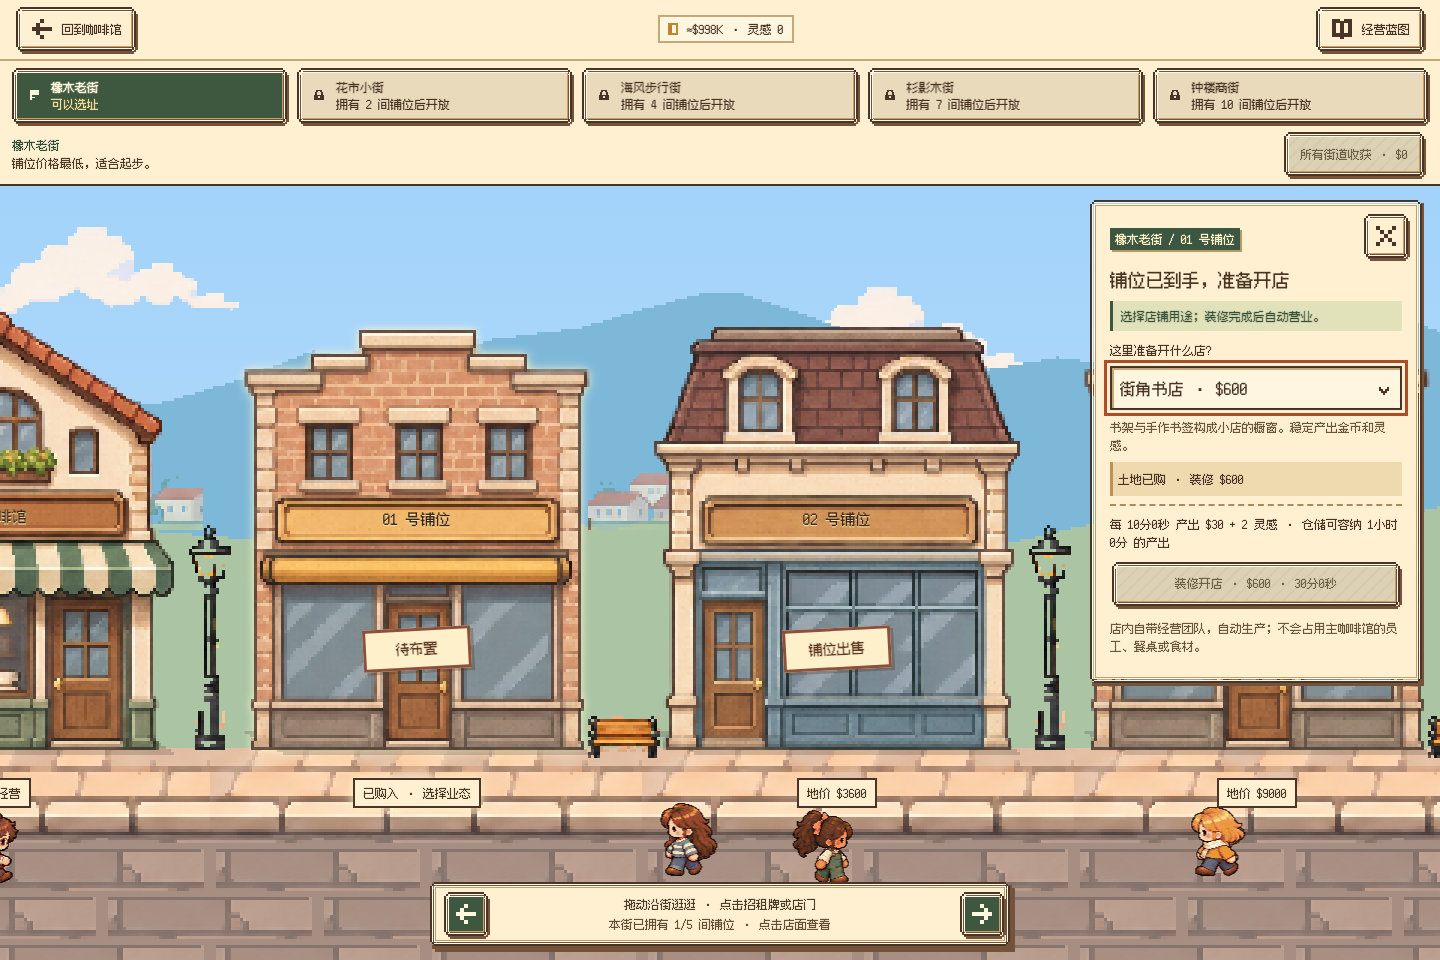 回到咖啡馆
≈$998K · 灵感 0
经营蓝图
橡木老街
可以选址
花市小街
拥有 2 间铺位后开放
海风步行街
拥有 4 间铺位后开放
杉影木街
拥有 7 间铺位后开放
钟楼商街
拥有 10 间铺位后开放
橡木老街
铺位价格最低，适合起步。
所有街道收获 · $0
橡木老街 / 01 号铺位
铺位已到手，准备开店
选择店铺用途；装修完成后自动营业。
这里准备开什么店？
街角书店 · $600
书架与手作书签构成小店的橱窗。稳定产出金币和灵
感。
土地已购 · 装修 $600
每 10分0秒 产出 $30 + 2 灵感 · 仓储可容纳 1小时
0分 的产出
装修开店 · $600 · 30分0秒
店内自带经营团队，自动生产；不会占用主咖啡馆的员
工、餐桌或食材。
啡馆
01 号铺位
02 号铺位
待布置
铺位出售
经营
已购入 · 选择业态
地价 $3600
地价 $9000
拖动沿街逛逛 · 点击招租牌或店门
本街已拥有 1/5 间铺位 · 点击店面查看